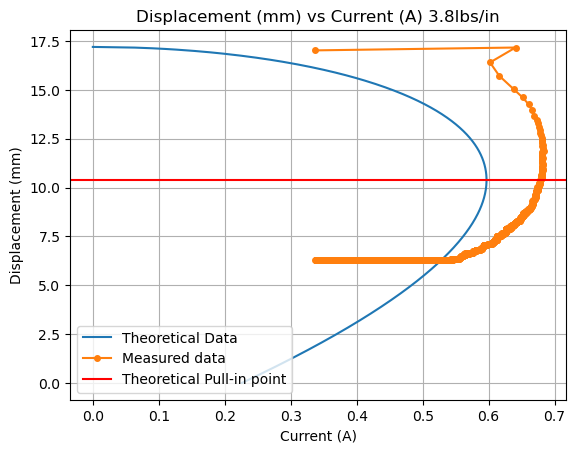 Displacement (mm) vs Current (A) 3.8lbs/in
17.5
15.0
12.5
10.0
7.5
5.0
2.5
0.0
Displacement (mm)
Theoretical Data
Measured data
Theoretical Pull-in point
0.0 0.1 0.2 0.3 0.4 0.5 0.6 0.7
Current (A)